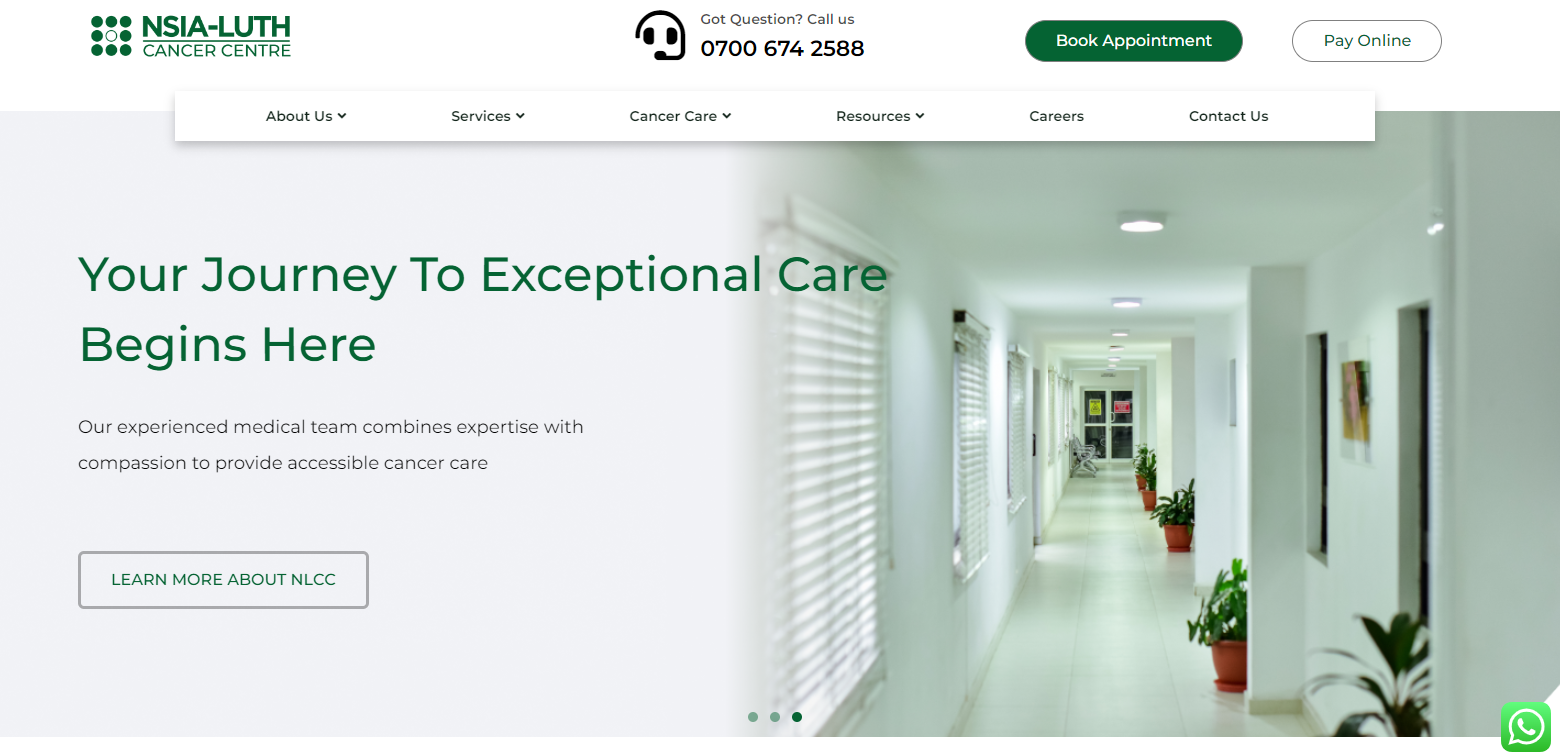 NSIA-LUTH
CANCER CENTRE
Got Question? Call us
0700 674 2588
Book Appointment
Pay Online
About Us
Services
Cancer Care
Resources
Careers
Contact Us
Your Journey To Exceptional Care
Begins Here
Our experienced medical team combines expertise with
compassion to provide accessible cancer care
LEARN MORE ABOUT NLCC